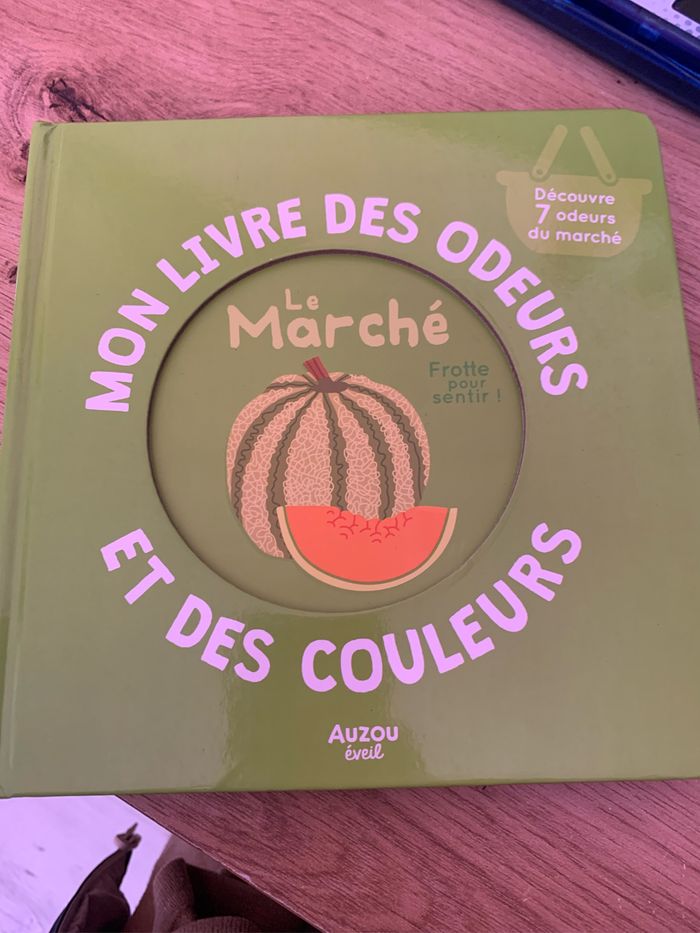 Découvre
7 odeurs
du marché
MON LIVRE DES ODEURS
Le
Marché
Frotte
pour
sentir !
ET DES COULEURS
AUZOU
éveil